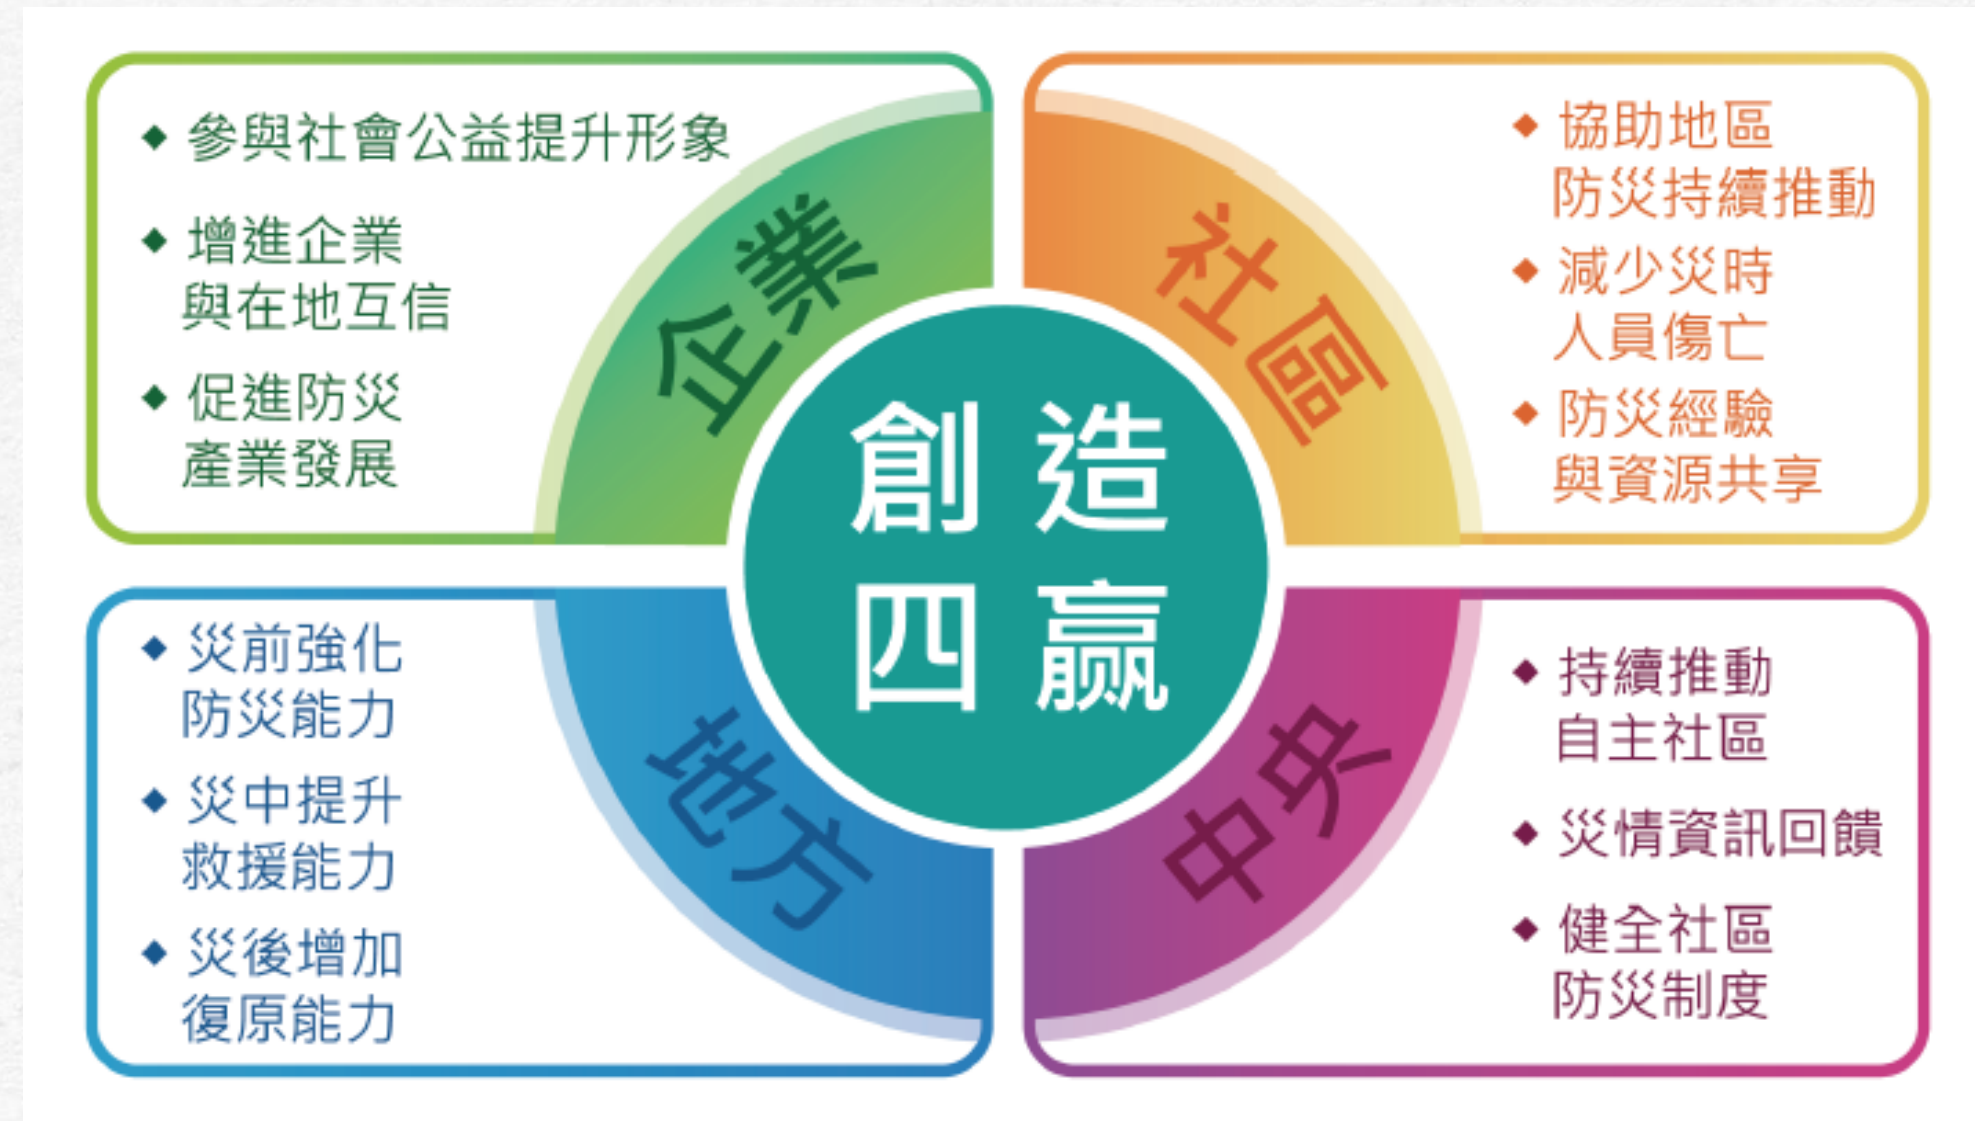 ◆ 參與社會公益提升形象
◆ 增進企業
與在地互信
◆ 促進防災
產業發展
企業
◆ 協助地區
防災持續推動
◆ 減少災時
人員傷亡
◆ 防災經驗
與資源共享
社區
創造
四贏
◆ 災前強化
防災能力
◆ 災中提升
救援能力
◆ 災後增加
復原能力
地方
◆ 持續推動
自主社區
◆ 災情資訊回饋
◆ 健全社區
防災制度
中央